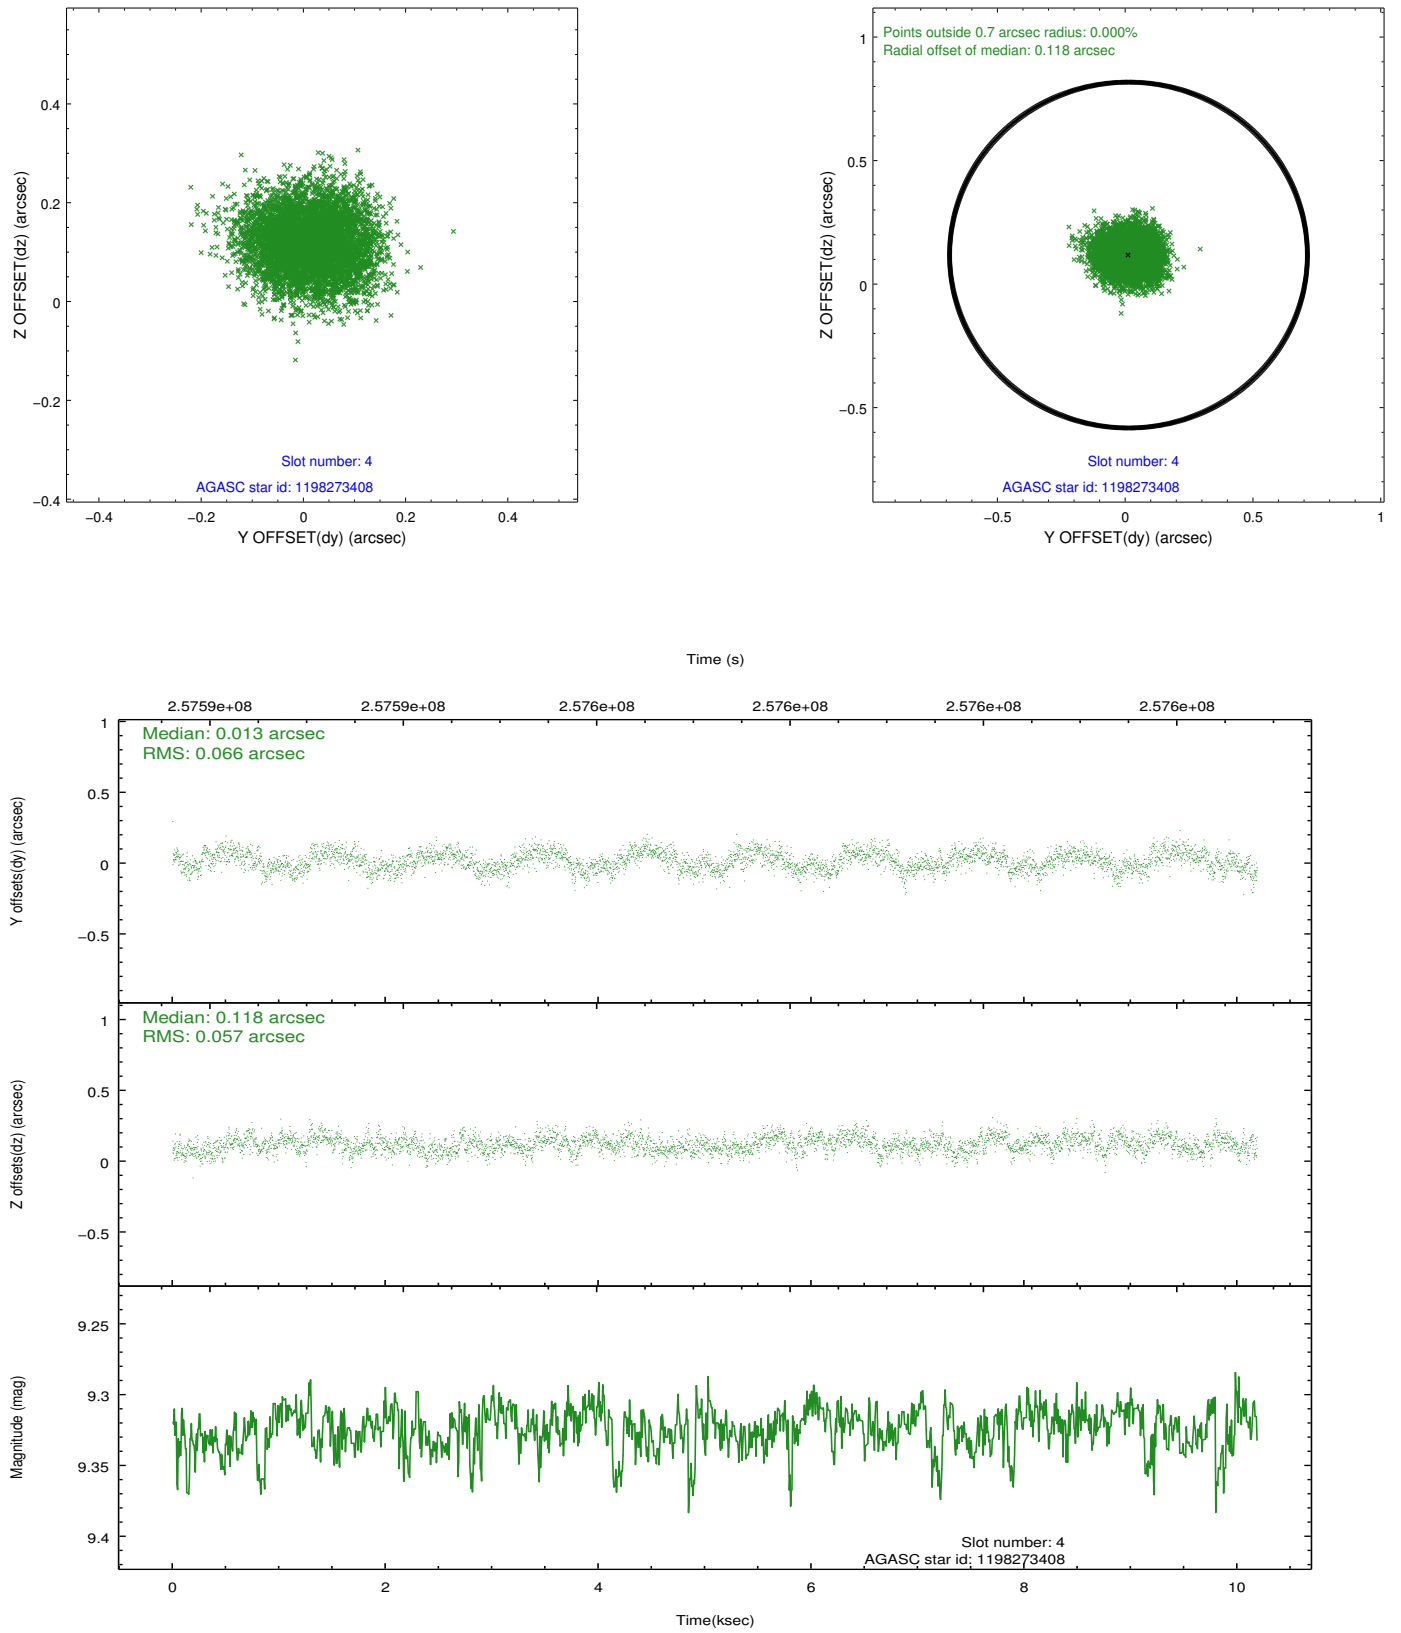 0.4
0.2
0
−0.2
−0.4
Z OFFSET(dz) (arcsec)
Slot number: 4
AGASC star id: 1198273408
−0.4
−0.2
0
0.2
0.4
Y OFFSET(dy) (arcsec)
Points outside 0.7 arcsec radius: 0.000%
Radial offset of median: 0.118 arcsec
1
0.5
0
−0.5
Z OFFSET(dz) (arcsec)
Slot number: 4
AGASC star id: 1198273408
−0.5
0
0.5
1
Y OFFSET(dy) (arcsec)
Time (s)
2.5759e+08
2.5759e+08
2.576e+08
2.576e+08
2.576e+08
2.576e+08
Median: 0.013 arcsec
RMS: 0.066 arcsec
1
0.5
0
−0.5
Y offsets(dy) (arcsec)
Median: 0.118 arcsec
RMS: 0.057 arcsec
1
0.5
0
−0.5
Z offsets(dz) (arcsec)
9.25
9.3
9.35
9.4
Magnitude (mag)
Slot number: 4
AGASC star id: 1198273408
0
2
4
6
8
10
Time(ksec)